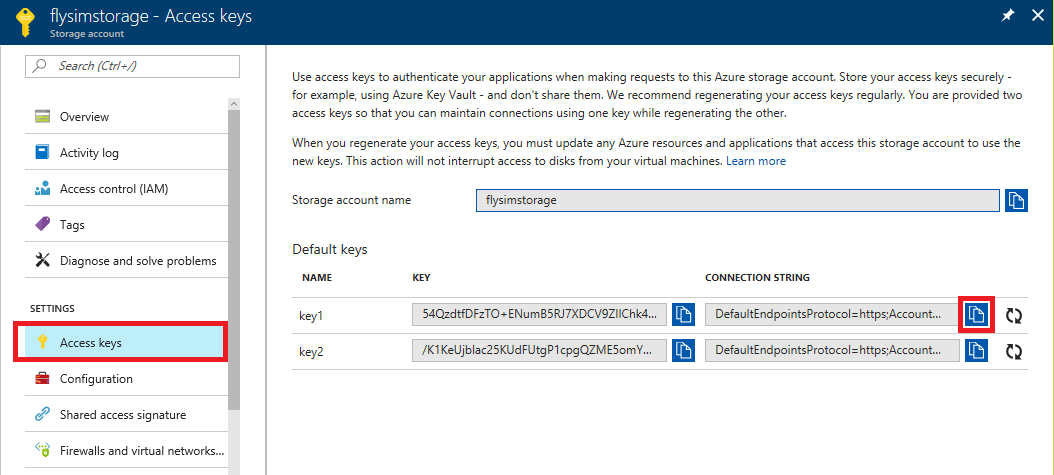 flysimstorage - Access keys
Storage account
Search (Ctrl+/)
Overview
Activity log
Access control (IAM)
Tags
Diagnose and solve problems
SETTINGS
Access keys
Configuration
Shared access signature
Firewalls and virtual networks...
Use access keys to authenticate your applications when making requests to this Azure storage account. Store your access keys securely -
for example, using Azure Key Vault - and don't share them. We recommend regenerating your access keys regularly. You are provided two
access keys so that you can maintain connections using one key while regenerating the other.
When you regenerate your access keys, you must update any Azure resources and applications that access this storage account to use the
new keys. This action will not interrupt access to disks from your virtual machines. Learn more
Storage account name
flysimstorage
Default keys
NAME KEY CONNECTION STRING
key1 54QzdtfDFzTO+ENumB5RJ7XDCV9ZIIChk4... DefaultEndpointsProtocol=https;Account...
key2 /K1KeUjbIac25KUdFUtgP1cpgQZME5omY... DefaultEndpointsProtocol=https;Account...